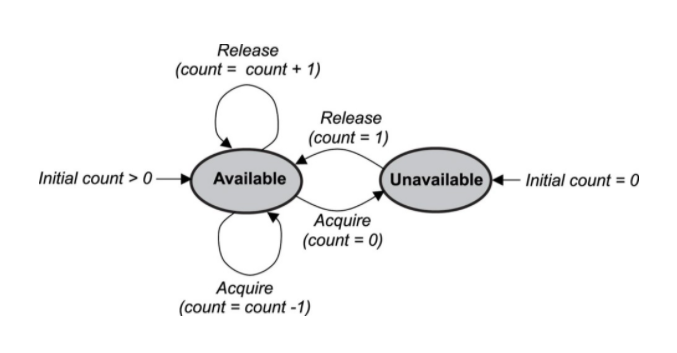 Release
(count = count + 1)
Release
(count = 1)
Initial count > 0
Available
Unavailable
Initial count = 0
Acquire
(count = 0)
Acquire
(count = count -1)